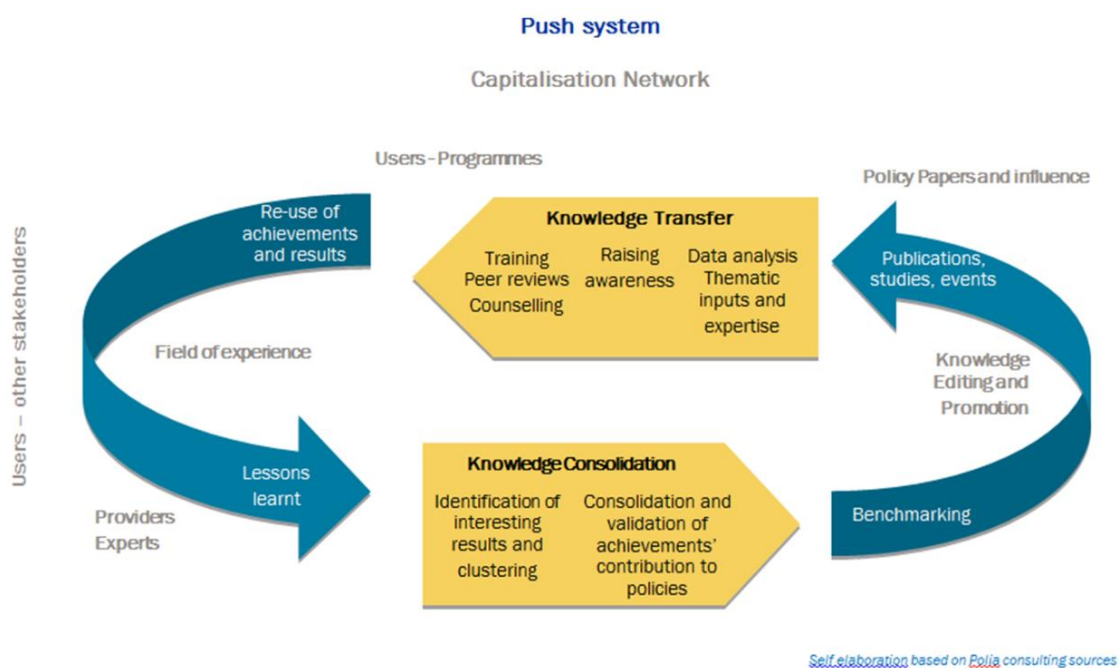 Push system
Capitalisation Network
Users - Programmes
Policy Papers and influence
Users – other stakeholders
Re-use of
achievements
and results
Knowledge Transfer
Training
Peer reviews
Counselling
Raising
awareness
Data analysis
Thematic
inputs and
expertise
Publications,
studies, events
Field of experience
Knowledge
Editing and
Promotion
Lessons
learnt
Providers
Experts
Knowledge Consolidation
Identification of
interesting
results and
clustering
Consolidation and
validation of
achievements’
contribution to
policies
Benchmarking
Self elaboration based on Polia consulting sources